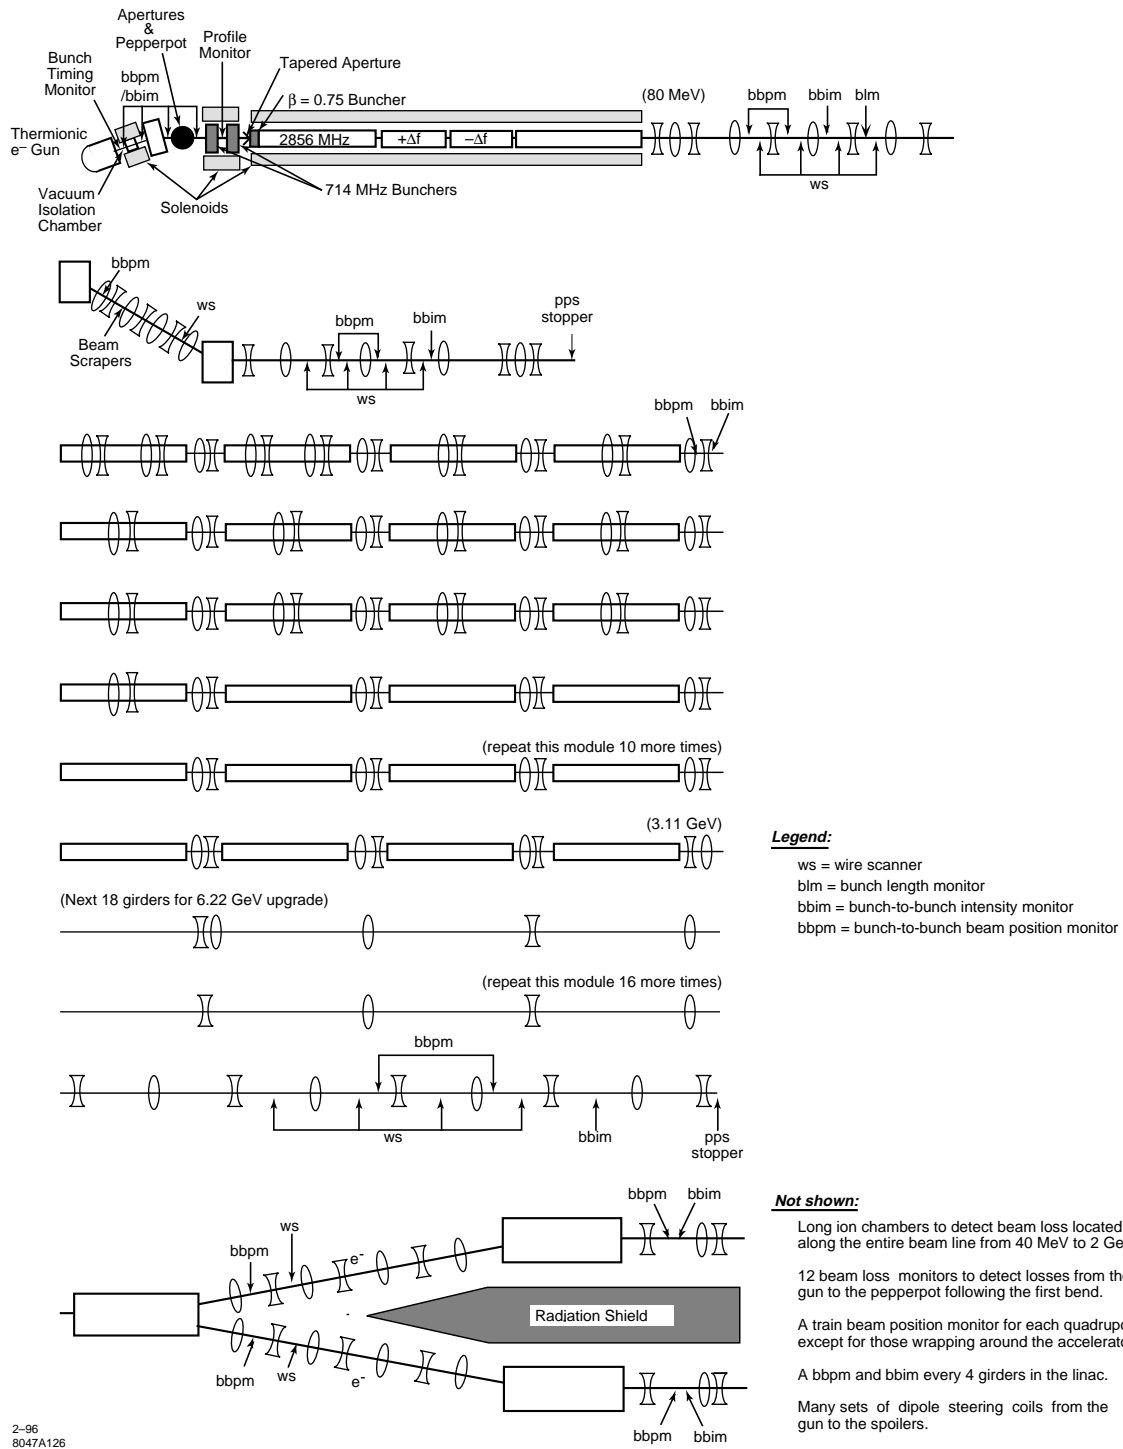 Apertures
&
Pepperpot
Profile
Monitor
Bunch
Timing
Monitor
bbpm
/bbim
Tapered Aperture
β = 0.75 Buncher
(80 MeV)
bbpm
bbim
blm
Thermionic
e– Gun
2856 MHz
+Δf
–Δf
ws
714 MHz Bunchers
Vacuum
Isolation
Chamber
Solenoids
bbpm
ws
Beam
Scrapers
bbpm
bbim
pps
stopper
ws
bbpm
bbim
(repeat this module 10 more times)
(3.11 GeV)
Legend:
ws = wire scanner
blm = bunch length monitor
bbim = bunch-to-bunch intensity monitor
bbpm = bunch-to-bunch beam position monitor
(Next 18 girders for 6.22 GeV upgrade)
(repeat this module 16 more times)
bbpm
ws
bbim
pps
stopper
bbpm
bbim
ws
bbpm
e-
Radiation Shield
bbpm
ws
e-
bbpm
bbim
Not shown:
Long ion chambers to detect beam loss located
along the entire beam line from 40 MeV to 2 Ge
12 beam loss monitors to detect losses from the
gun to the pepperpot following the first bend.
A train beam position monitor for each quadrupo
except for those wrapping around the accelerato
A bbpm and bbim every 4 girders in the linac.
Many sets of dipole steering coils from the
gun to the spoilers.
2–96
8047A126